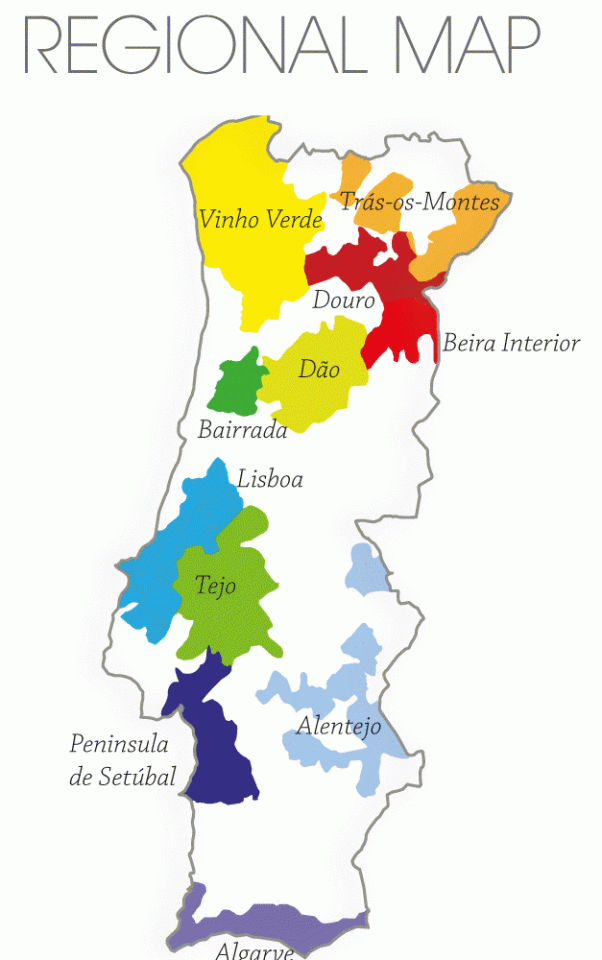 REGIONAL MAP
Vinho Verde
Trás-os-Montes
Douro
Beira Interior
Dão
Bairrada
Lisboa
Tejo
Alentejo
Peninsula
de Setúbal
Algarve